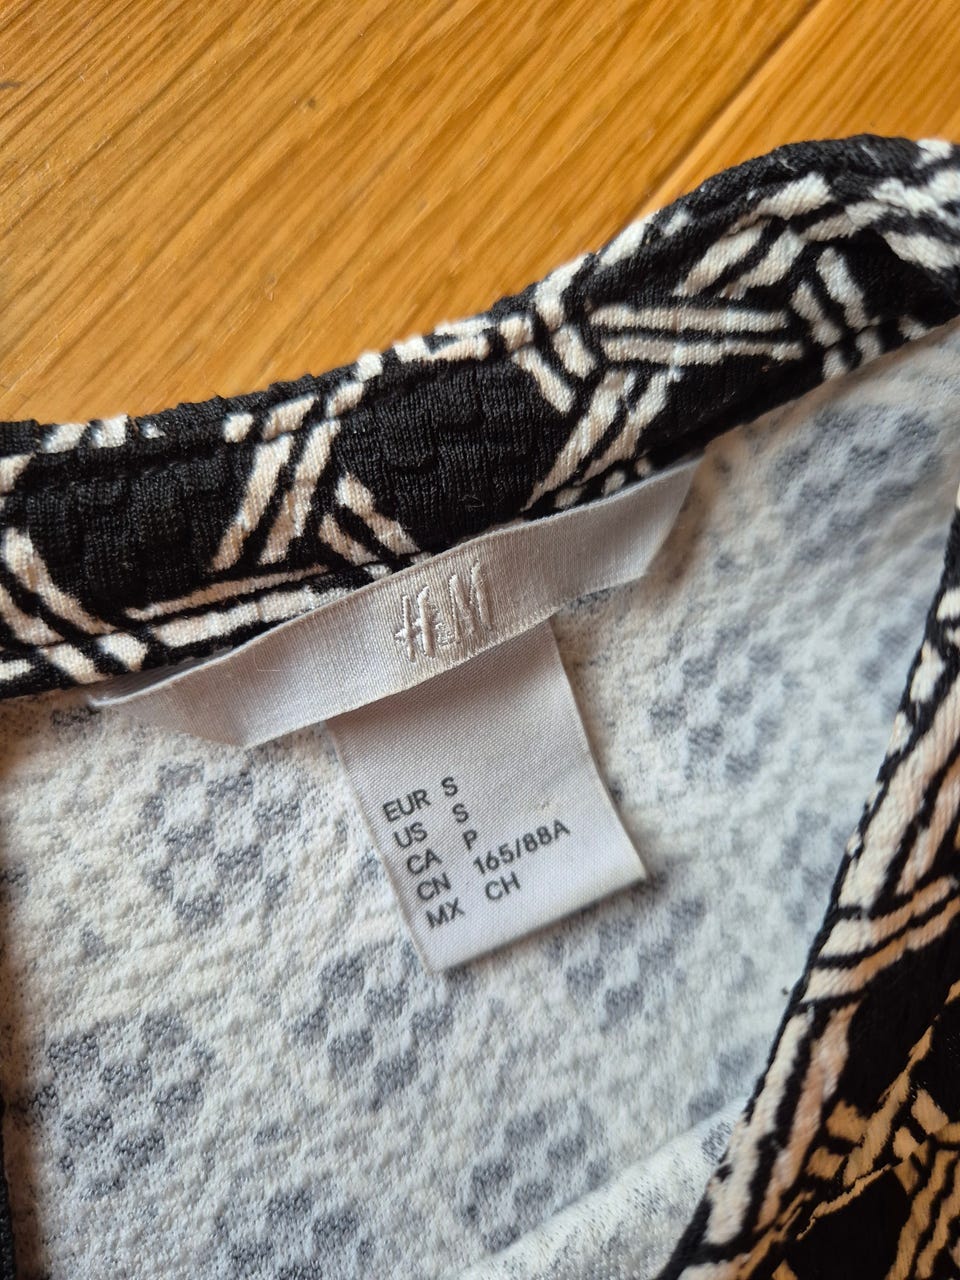 H&M
EUR S
US S
CA P
CN 165/88A
MX CH